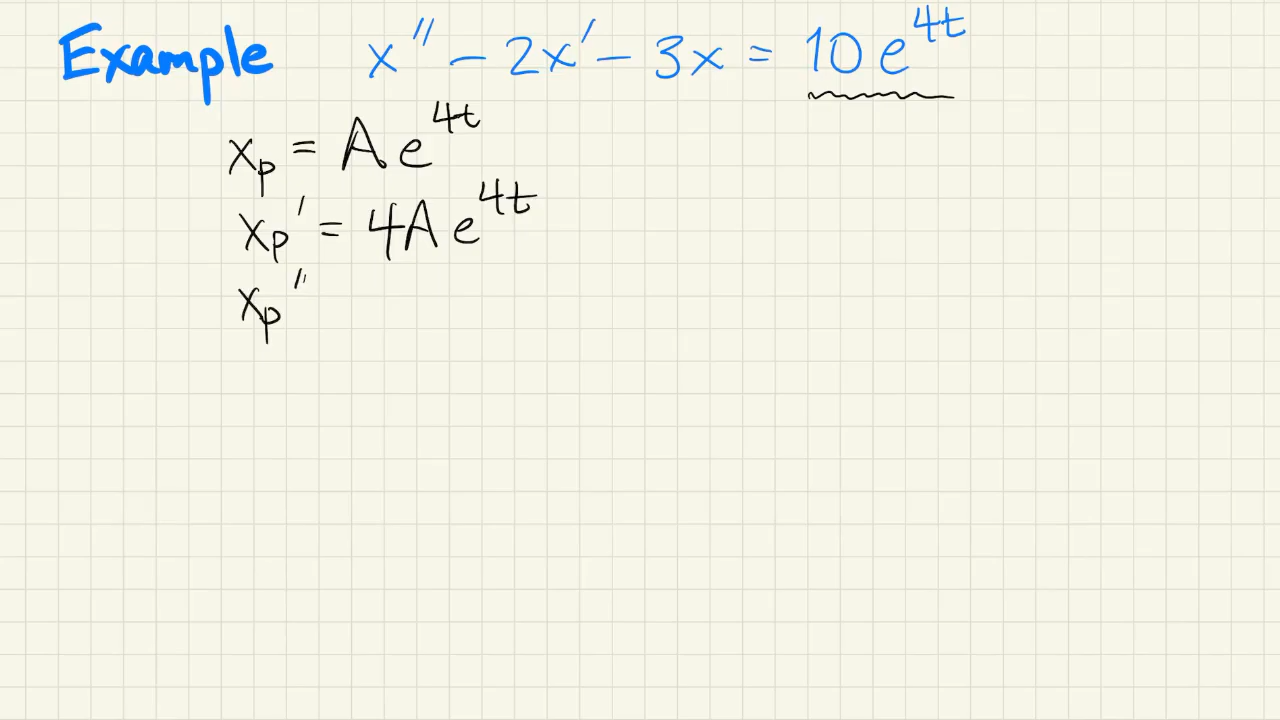 Example x'' - 2x' - 3x = 10e^{4t}
x_p = Ae^{4t}
x_p' = 4Ae^{4t}
x_p''